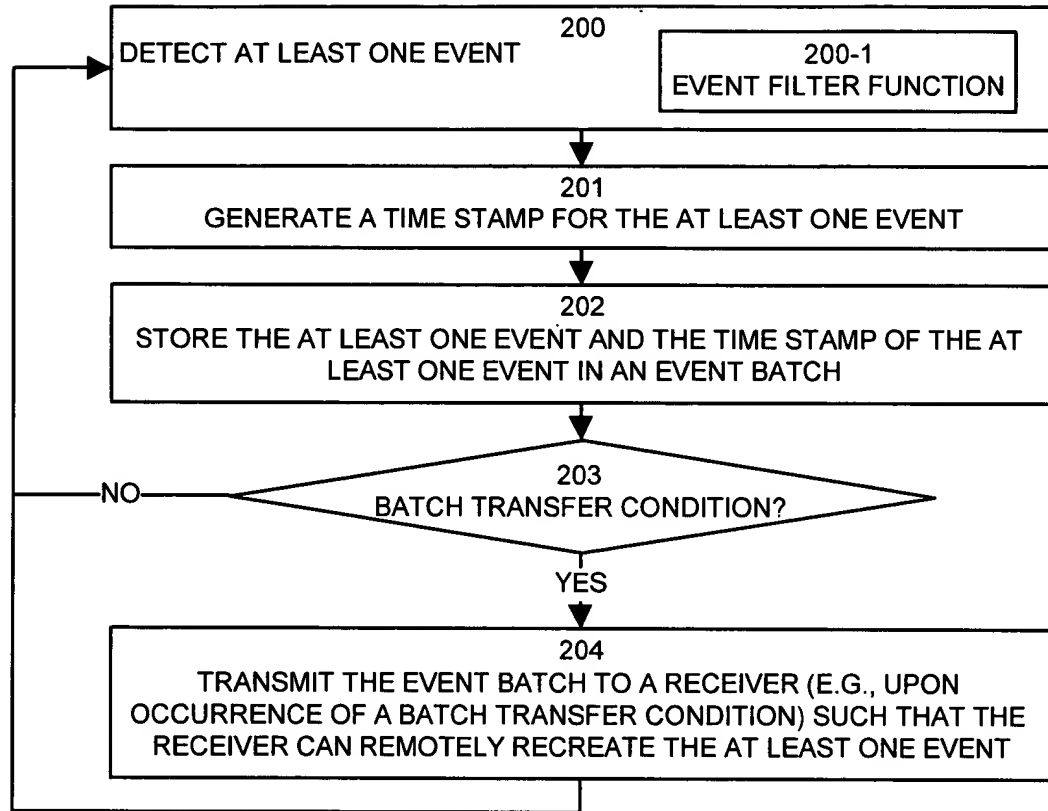 200
DETECT AT LEAST ONE EVENT
200-1
EVENT FILTER FUNCTION
201
GENERATE A TIME STAMP FOR THE AT LEAST ONE EVENT
202
STORE THE AT LEAST ONE EVENT AND THE TIME STAMP OF THE AT
LEAST ONE EVENT IN AN EVENT BATCH
203
BATCH TRANSFER CONDITION?
NO
YES
204
TRANSMIT THE EVENT BATCH TO A RECEIVER (E.G., UPON
OCCURRENCE OF A BATCH TRANSFER CONDITION) SUCH THAT THE
RECEIVER CAN REMOTELY RECREATE THE AT LEAST ONE EVENT